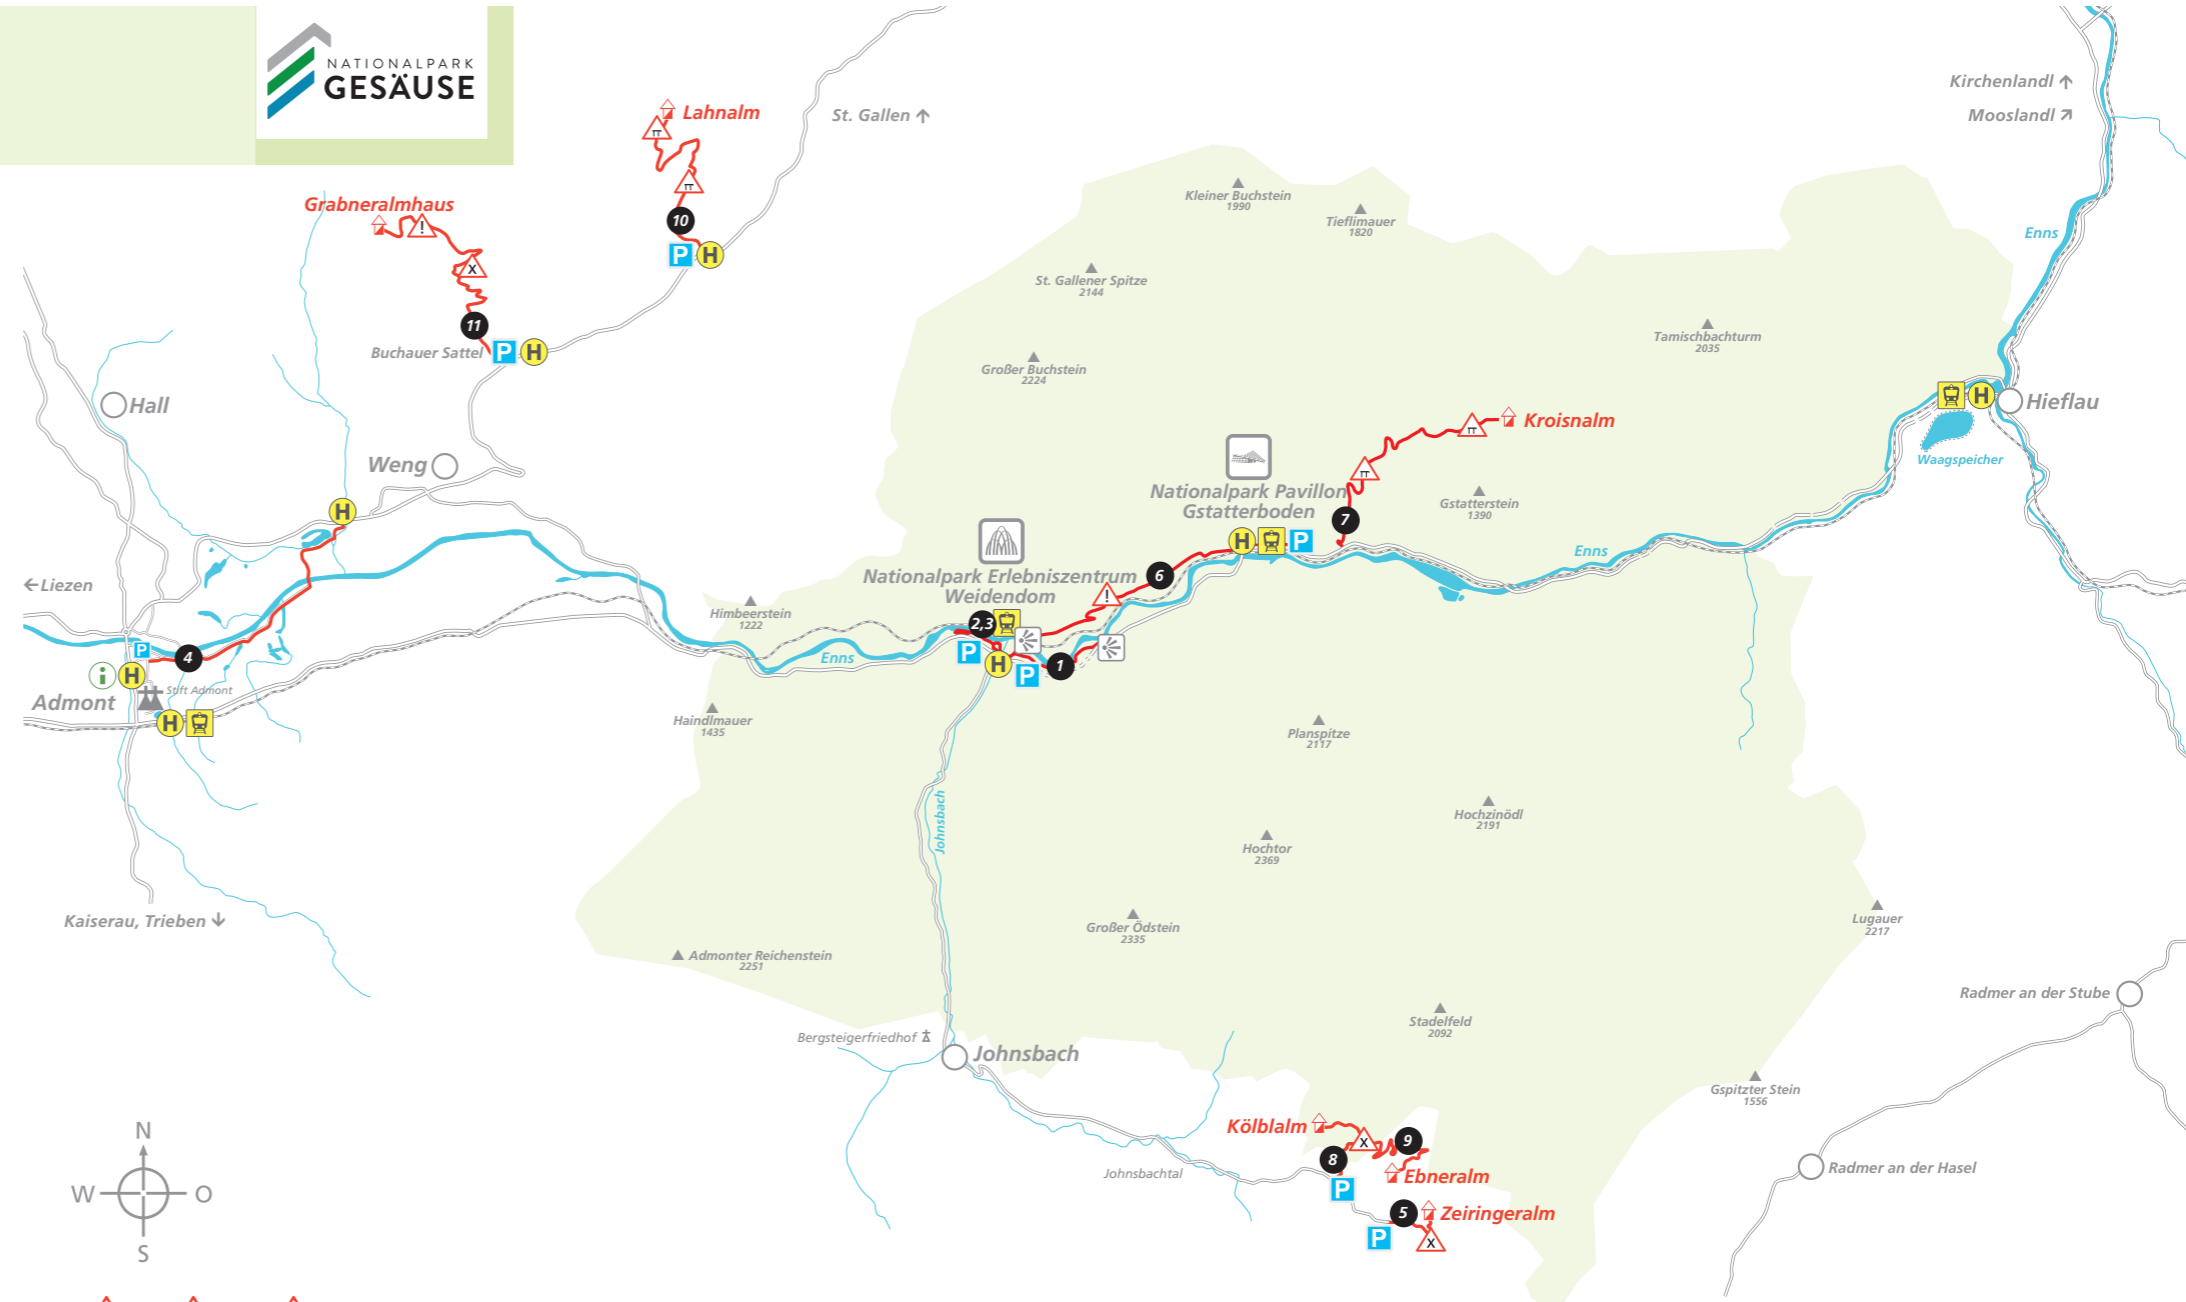 NATIONALPARK
GESÄUSE
Lahnalm
St. Gallen
Kirchenlandl
Mooslandl
Grabneralmhaus
!
X
10
P
H
11
Buchauer Sattel
P
H
Kleiner Buchstein
1990
Tieflimauer
1820
St. Gallener Spitze
2144
Großer Buchstein
2224
Tamischbachturm
2035
Enns
Hall
Weng
H
Kroisnalm
H
Hieflau
Waagspeicher
Nationalpark Pavillon
Gstatterboden
Gstatterstein
1390
7
H
P
Enns
Liezen
Nationalpark Erlebniszentrum
Weidendom
6
!
Himbeerstein
1222
2,3
P
H
P
1
Enns
P
4
i
H
Admont
Stift Admont
H
Haindlmauer
1435
Planspitze
2117
Johnsbach
Hochzinödl
2191
Hochtor
2369
Kaiserau, Trieben
Großer Ödstein
2335
Lugauer
2217
Admonter Reichenstein
2251
Radmer an der Stube
Stadelfeld
2092
Bergsteigerfriedhof
Johnsbach
Gspitzter Stein
1556
Kölblalm
X
9
8
Ebneralm
P
Johnsbachtal
Radmer an der Hasel
5
Zeiringeralm
P
X
N
W
O
S